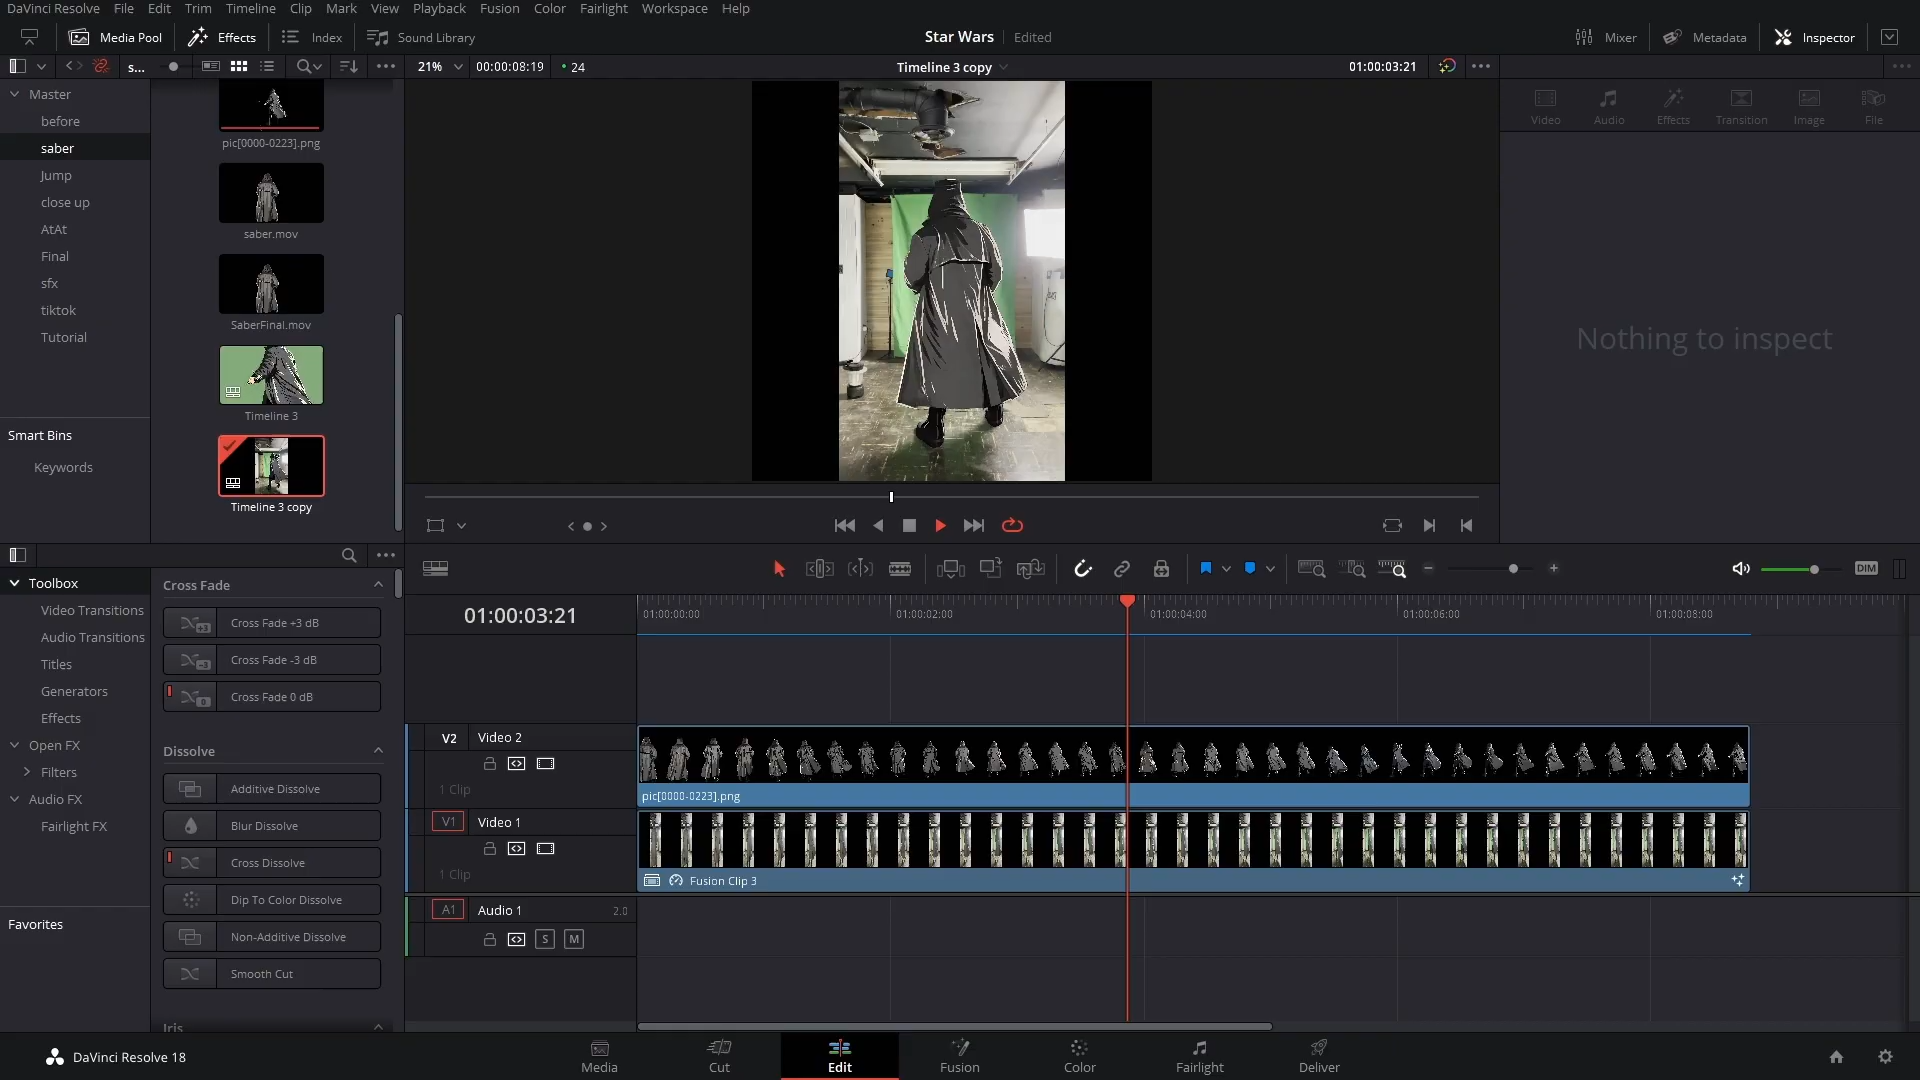 DaVinci Resolve File Edit Trim Timeline Clip Mark View Playback Fusion Color Fairlight Workspace Help
Media Pool Effects Index Sound Library Star Wars Edited Mixer Metadata Inspector
s... 21% 00:00:08:19 24 Timeline 3 copy 01:00:03:21
Master
before
saber
Jump
close up
AtAt
Final
sfx
tiktok
Tutorial
Smart Bins
Keywords
pic[0000-0223].png
saber.mov
SaberFinal.mov
Timeline 3
Timeline 3 copy
Video Audio Effects Transition Image File
Nothing to inspect
Toolbox
Video Transitions
Audio Transitions
Titles
Generators
Effects
Open FX
Filters
Audio FX
Fairlight FX
Favorites
Cross Fade
+3 Cross Fade +3 dB
-3 Cross Fade -3 dB
0 Cross Fade 0 dB
Dissolve
Additive Dissolve
Blur Dissolve
Cross Dissolve
Dip To Color Dissolve
Non-Additive Dissolve
Smooth Cut
Iris
DIM
01:00:03:21
01:00:00:00 01:00:02:00 01:00:04:00 01:00:06:00 01:00:08:00
V2 Video 2
1 Clip
pic[0000-0223].png
V1 Video 1
1 Clip
Fusion Clip 3
A1 Audio 1 2.0
S M
DaVinci Resolve 18
Media Cut Edit Fusion Color Fairlight Deliver